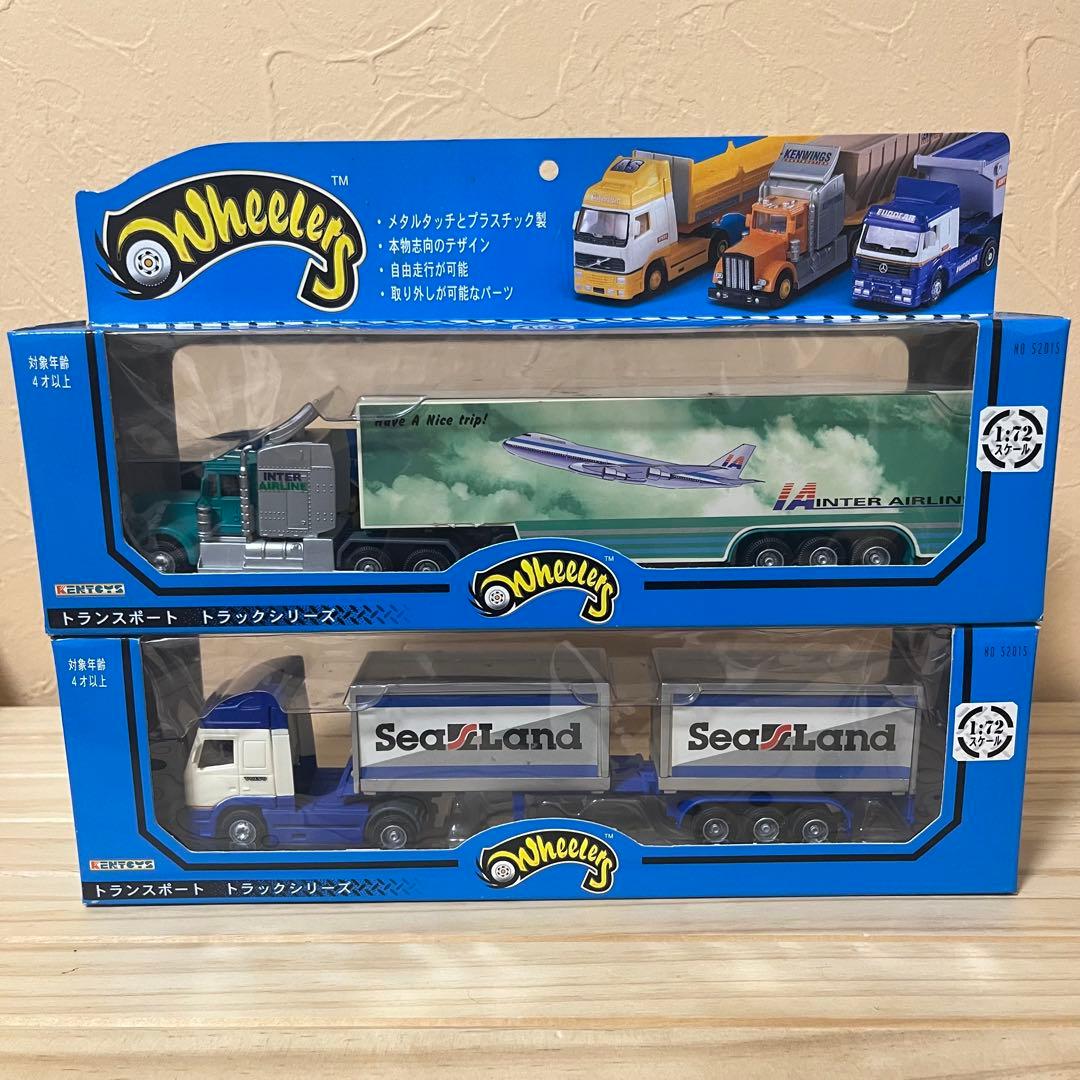 Wheelers™
・メタルタッチとプラスチック製
・本物志向のデザイン
・自由走行が可能
・取り外しが可能なパーツ
KENWINGS
EUROCAR
対象年齢
4才以上
NO 52015
1:72
スケール
Have A Nice trip!
INTER
AIRLINE
IA
IA INTER AIRLIN
KENTOYS
Wheelers™
トランスポート トラックシリーズ
対象年齢
4才以上
NO 52015
1:72
スケール
Sea Land
Sea Land
VOLVO
KENTOYS
Wheelers™
トランスポート トラックシリーズ